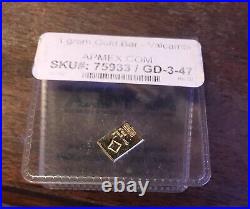 1 gram Gold Bar - Valcambi
APMEX.COM
SKU#: 75933 / GD-3-47